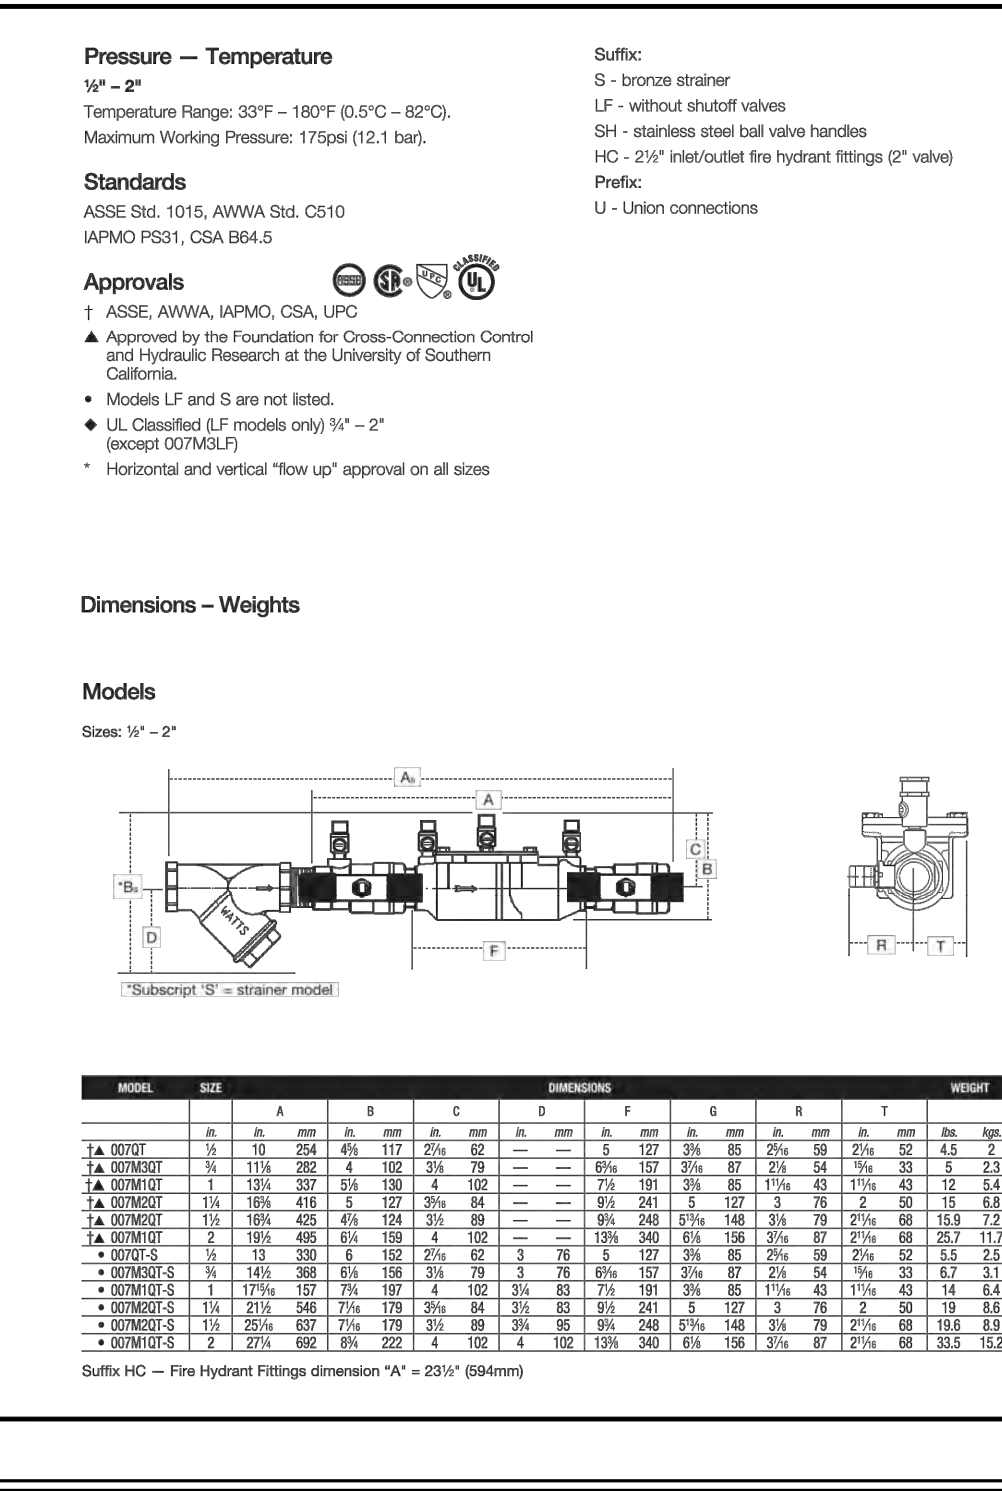 Pressure — Temperature
½" – 2"
Temperature Range: 33°F – 180°F (0.5°C – 82°C).
Maximum Working Pressure: 175psi (12.1 bar).
Standards
ASSE Std. 1015, AWWA Std. C510
IAPMO PS31, CSA B64.5
Approvals
ASSE SA ® UPC ® CLASSIFIED UL ®
† ASSE, AWWA, IAPMO, CSA, UPC
▲ Approved by the Foundation for Cross-Connection Control
and Hydraulic Research at the University of Southern
California.
• Models LF and S are not listed.
◆ UL Classified (LF models only) ¾" – 2"
(except 007M3LF)
* Horizontal and vertical “flow up" approval on all sizes
Suffix:
S - bronze strainer
LF - without shutoff valves
SH - stainless steel ball valve handles
HC - 2½" inlet/outlet fire hydrant fittings (2" valve)
Prefix:
U - Union connections
Dimensions – Weights
Models
Sizes: ½" – 2"
As
A
C
B
*Bs
D
WATTS
F
R T
*Subscript 'S' = strainer model
MODEL SIZE DIMENSIONS WEIGHT
A B C D F G R T
in. in. mm in. mm in. mm in. mm in. mm in. mm in. mm in. mm lbs. kgs.
†▲ 007QT ½ 10 254 4⅝ 117 2⁷⁄₁₆ 62 — — 5 127 3⅜ 85 2⁵⁄₁₆ 59 2¹⁄₁₆ 52 4.5 2
†▲ 007M3QT ¾ 11⅛ 282 4 102 3⅛ 79 — — 6³⁄₁₆ 157 3⁷⁄₁₆ 87 2⅛ 54 ¹⁵⁄₁₆ 33 5 2.3
†▲ 007M1QT 1 13¼ 337 5⅛ 130 4 102 — — 7½ 191 3⅜ 85 1¹¹⁄₁₆ 43 1¹¹⁄₁₆ 43 12 5.4
†▲ 007M2QT 1¼ 16⅜ 416 5 127 3⁵⁄₁₆ 84 — — 9½ 241 5 127 3 76 2 50 15 6.8
†▲ 007M2QT 1½ 16¾ 425 4⅞ 124 3½ 89 — — 9¾ 248 5¹³⁄₁₆ 148 3⅛ 79 2¹¹⁄₁₆ 68 15.9 7.2
†▲ 007M1QT 2 19½ 495 6¼ 159 4 102 — — 13⅜ 340 6⅛ 156 3⁷⁄₁₆ 87 2¹¹⁄₁₆ 68 25.7 11.7
• 007QT-S ½ 13 330 6 152 2⁷⁄₁₆ 62 3 76 5 127 3⅜ 85 2⁵⁄₁₆ 59 2¹⁄₁₆ 52 5.5 2.5
• 007M3QT-S ¾ 14½ 368 6⅛ 156 3⅛ 79 3 76 6³⁄₁₆ 157 3⁷⁄₁₆ 87 2⅛ 54 ¹⁵⁄₁₆ 33 6.7 3.1
• 007M1QT-S 1 17¹⁵⁄₁₆ 157 7¾ 197 4 102 3¼ 83 7½ 191 3⅜ 85 1¹¹⁄₁₆ 43 1¹¹⁄₁₆ 43 14 6.4
• 007M2QT-S 1¼ 21½ 546 7¹⁄₁₆ 179 3⁵⁄₁₆ 84 3½ 83 9½ 241 5 127 3 76 2 50 19 8.6
• 007M2QT-S 1½ 25¹⁄₁₆ 637 7¹⁄₁₆ 179 3½ 89 3¾ 95 9¾ 248 5¹³⁄₁₆ 148 3⅛ 79 2¹¹⁄₁₆ 68 19.6 8.9
• 007M1QT-S 2 27¼ 692 8¾ 222 4 102 4 102 13⅜ 340 6⅛ 156 3⁷⁄₁₆ 87 2¹¹⁄₁₆ 68 33.5 15.2
Suffix HC — Fire Hydrant Fittings dimension “A" = 23½" (594mm)